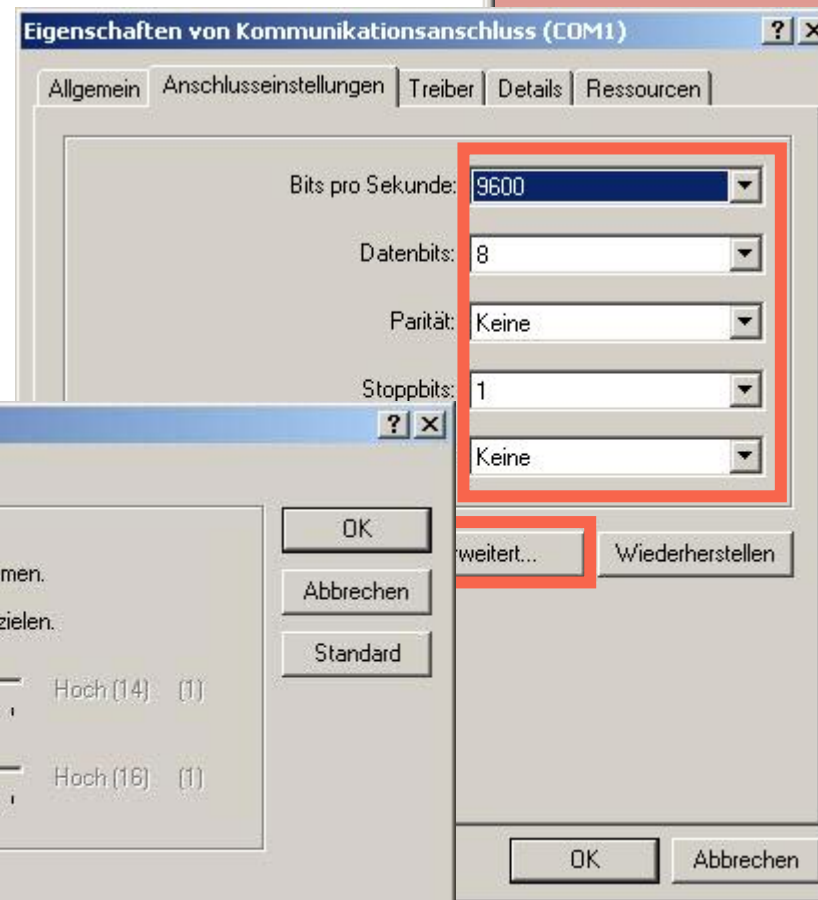 Eigenschaften von Kommunikationsanschluss (COM1)
Allgemein Anschlusseinstellungen Treiber Details Ressourcen
Bits pro Sekunde: 9600
Datenbits: 8
Parität: Keine
Stoppbits: 1
Keine
weitert... Wiederherstellen
OK
men.
Abbrechen
zielen.
Standard
Hoch (14) (1)
Hoch (16) (1)
OK Abbrechen